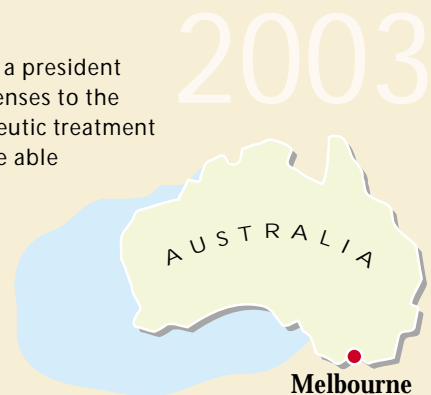 2003
a president
enses to the
eutic treatment
e able
AUSTRALIA
Melbourne